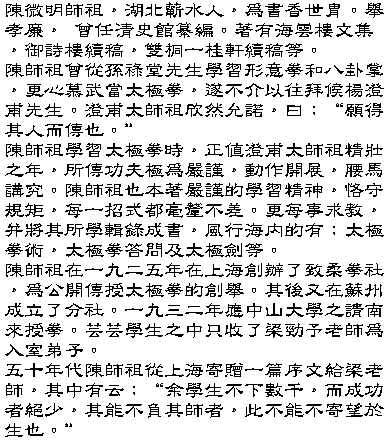 陳微明師祖，湖北蘄水人，為書香世冑。舉
孝廉， 曾任清史館纂編。著有海雲樓文集
，御詩樓續稿，雙桐一桂軒續稿等。
陳師祖曾從孫祿堂先生學習形意拳和八卦掌
，更心慕武當太極拳，遂不介以往拜候楊澄
甫先生。澄甫太師祖欣然允諾，曰：“願得
其人而傳也。”
陳師祖學習太極拳時，正值澄甫太師祖精壯
之年，所傳功夫極為嚴謹，動作開展，腰馬
講究。陳師祖也本著嚴謹的學習精神，恪守
規矩，每一招式都毫釐不差。更每事求教，
并將其所學輯錄成書，風行海內的有：太極
拳術，太極拳答問及太極劍等。
陳師祖在一九二五年在上海創辦了致柔拳社
，為公開傳授太極拳的創舉。其後又在蘇州
成立了分社。一九三二年應中山大學之請南
來授拳。芸芸學生之中只收了梁勁予老師為
入室弟予。
五十年代陳師祖從上海寄贈一篇序文給梁老
師，其中有云：“余學生不下數千，而成功
者絕少，其能不負其師者，此不能不寄望於
生也。”